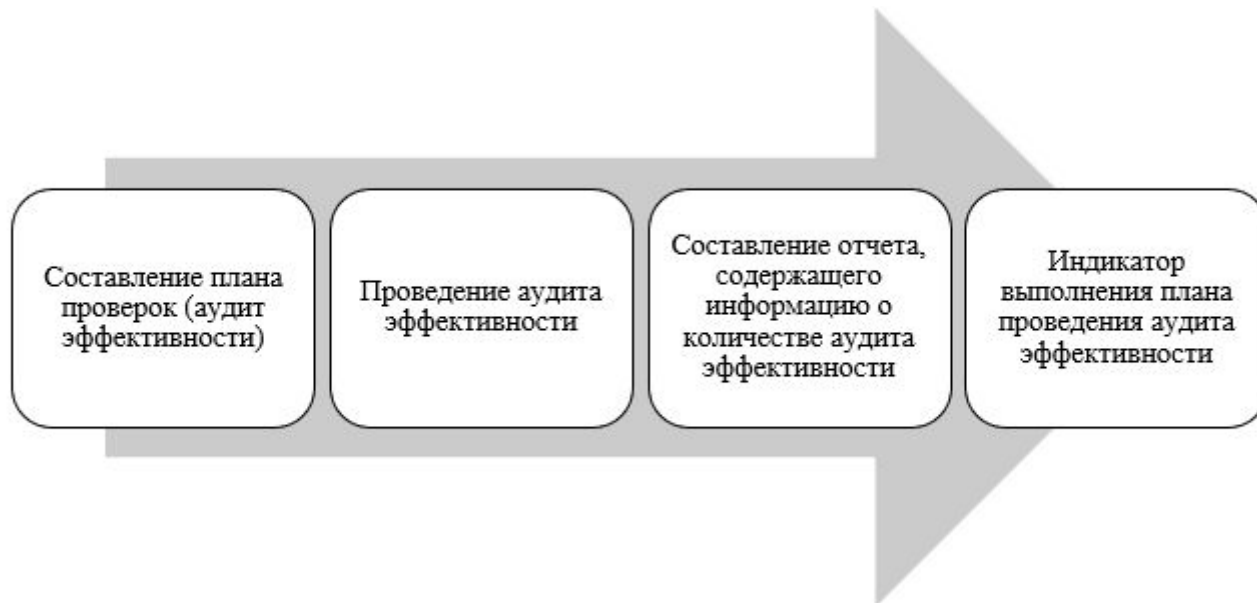 Составление плана
проверок (аудит
эффективности)
Проведение аудита
эффективности
Составление отчета,
содержащего
информацию о
количестве аудита
эффективности
Индикатор
выполнения плана
проведения аудита
эффективности